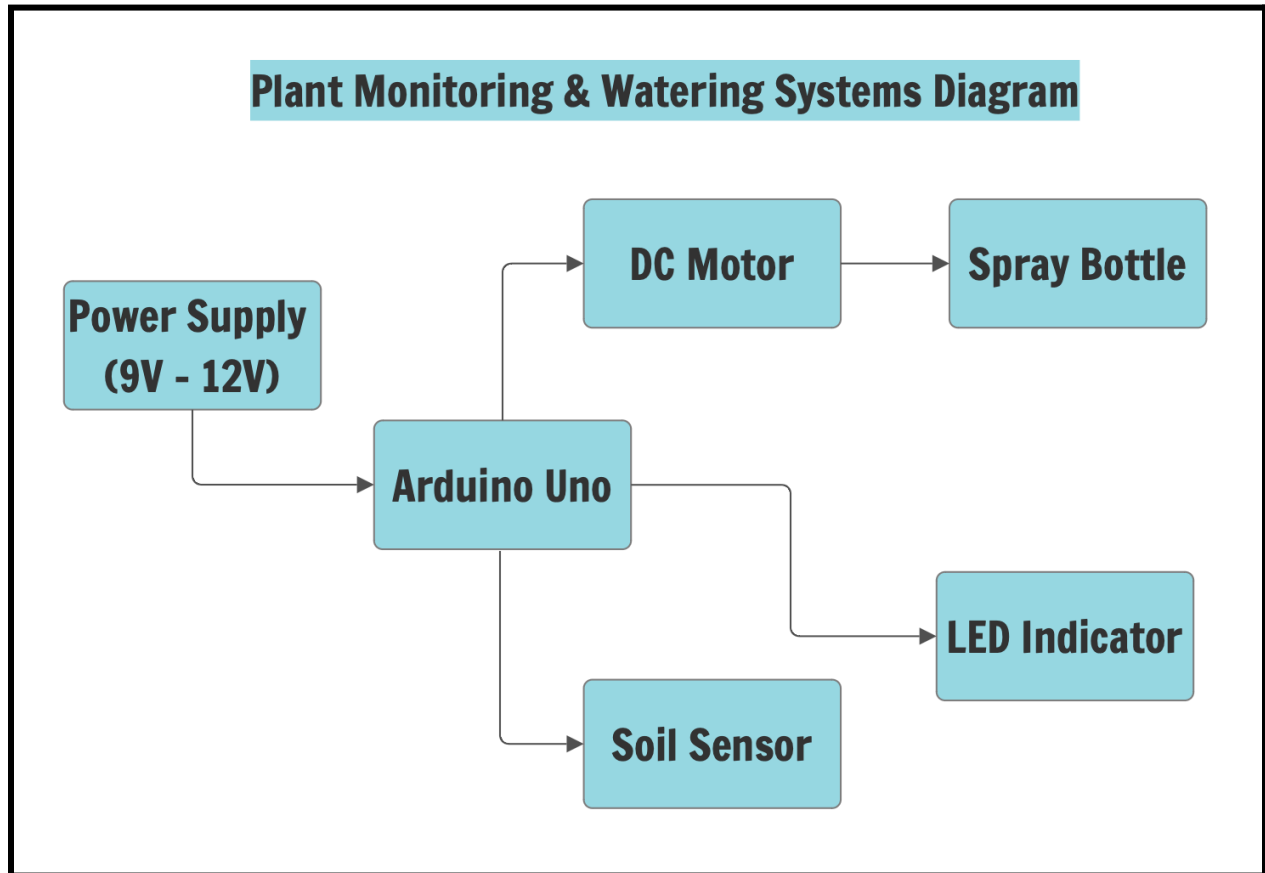 Plant Monitoring & Watering Systems Diagram
DC Motor
Spray Bottle
Power Supply
(9V - 12V)
Arduino Uno
LED Indicator
Soil Sensor